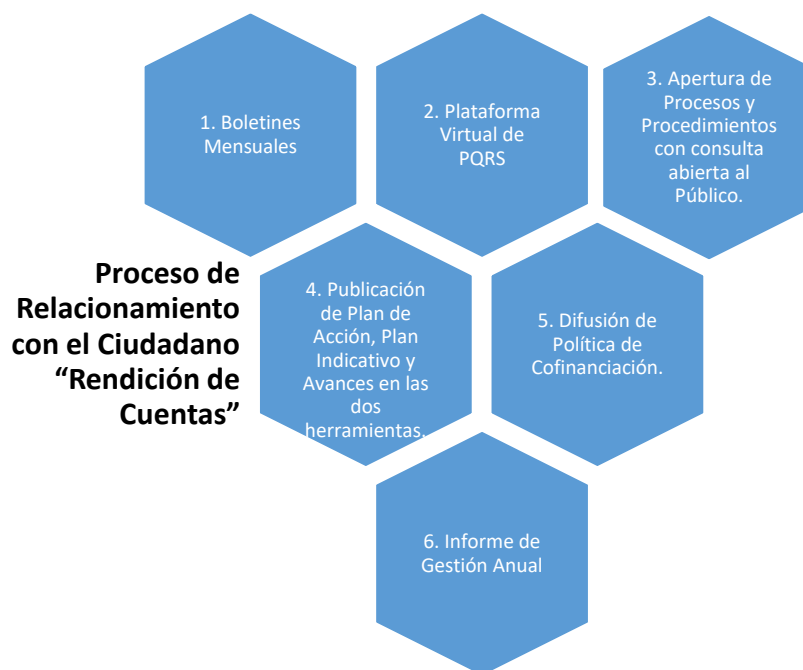 1. Boletines
Mensuales
2. Plataforma
Virtual de
PQRS
3. Apertura de
Procesos y
Procedimientos
con consulta
abierta al
Público.
Proceso de
Relacionamiento
con el Ciudadano
“Rendición de
Cuentas”
4. Publicación
de Plan de
Acción, Plan
Indicativo y
Avances en las
dos
herramientas.
5. Difusión de
Política de
Cofinanciación.
6. Informe de
Gestión Anual